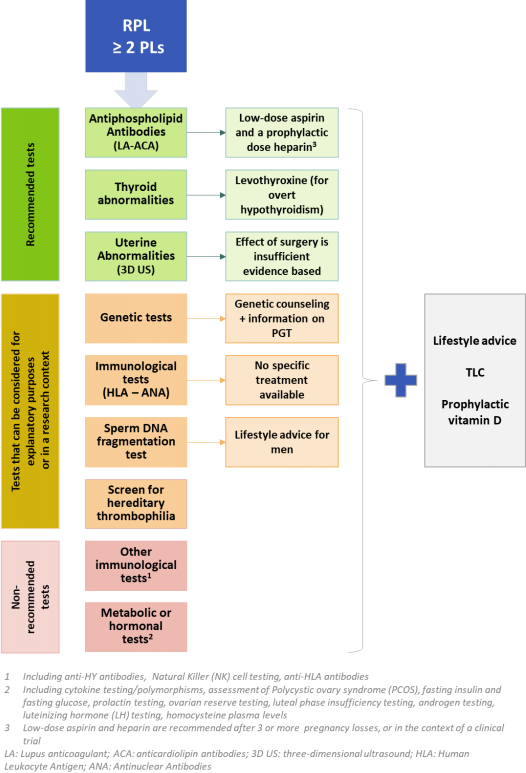 RPL
≥ 2 PLs
Recommended tests
Antiphospholipid
Antibodies
(LA-ACA)
Low-dose aspirin
and a prophylactic
dose heparin3
Thyroid
abnormalities
Levothyroxine (for
overt
hypothyroidism)
Uterine
Abnormalities
(3D US)
Effect of surgery is
insufficient
evidence based
Tests that can be considered for
explanatory purposes
or in a research context
Genetic tests
Genetic counseling
+ information on
PGT
Immunological
tests
(HLA – ANA)
No specific
treatment
available
Sperm DNA
fragmentation
test
Lifestyle advice for
men
Screen for
hereditary
thrombophilia
Non-
recommended
tests
Other
immunological
tests1
Metabolic or
hormonal
tests2
Lifestyle advice
TLC
Prophylactic
vitamin D
1 Including anti-HY antibodies, Natural Killer (NK) cell testing, anti-HLA antibodies
2 Including cytokine testing/polymorphisms, assessment of Polycystic ovary syndrome (PCOS), fasting insulin and
fasting glucose, prolactin testing, ovarian reserve testing, luteal phase insufficiency testing, androgen testing,
luteinizing hormone (LH) testing, homocysteine plasma levels
3 Low-dose aspirin and heparin are recommended after 3 or more pregnancy losses, or in the context of a clinical
trial
LA: Lupus anticoagulant; ACA: anticardiolipin antibodies; 3D US: three-dimensional ultrasound; HLA: Human
Leukocyte Antigen; ANA: Antinuclear Antibodies